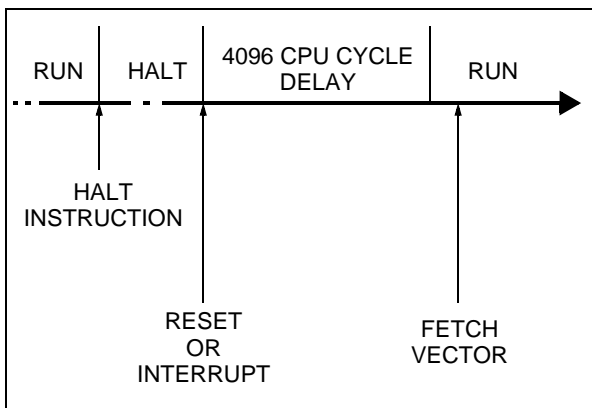 RUN
HALT
4096 CPU CYCLE
DELAY
RUN
HALT
INSTRUCTION
RESET
OR
INTERRUPT
FETCH
VECTOR